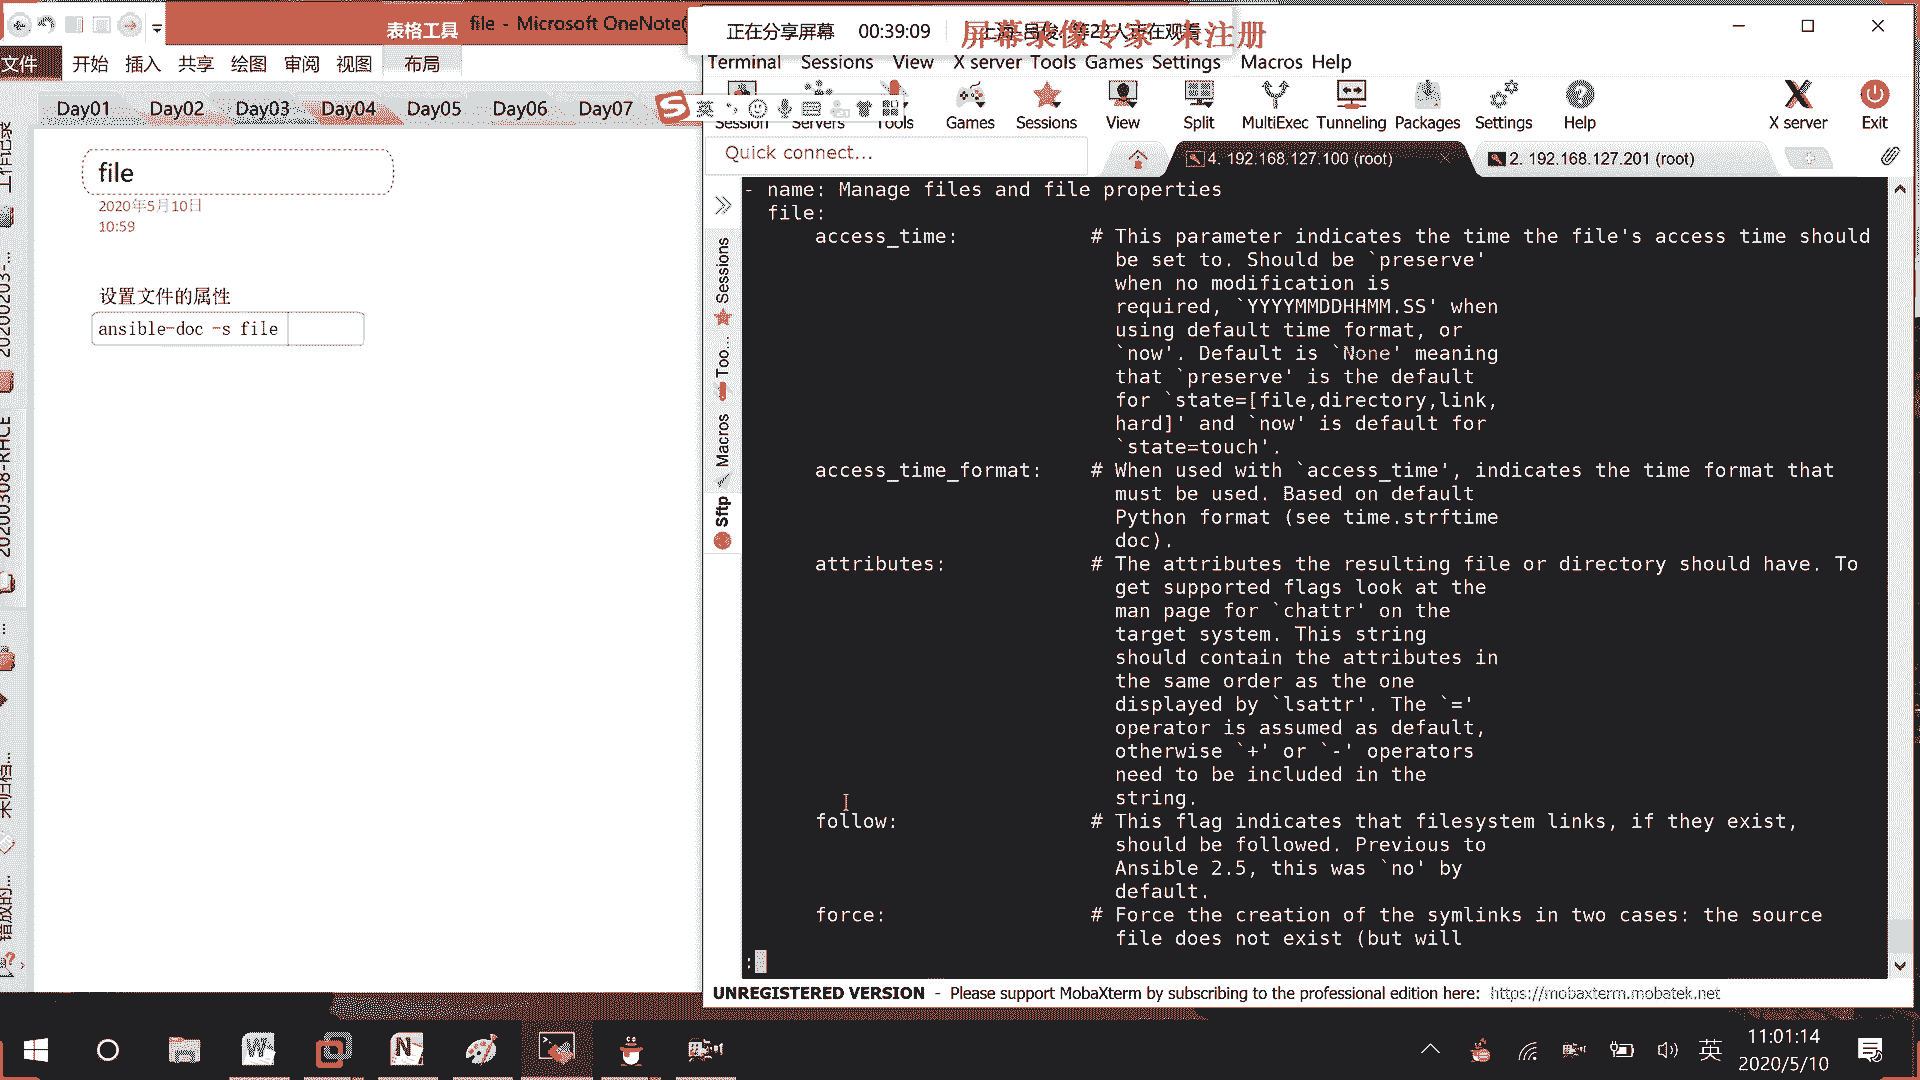 表格工具
file - Microsoft OneNote(
正在分享屏幕 00:39:09
屏幕录像专家 未注册
文件 开始 插入 共享 绘图 审阅 视图 布局
Terminal Sessions View X server Tools Games Settings Macros Help
Day01 Day02 Day03 Day04 Day05 Day06 Day07
英
Session Servers Tools Games Sessions View Split MultiExec Tunneling Packages Settings Help X server Exit
Quick connect...
4. 192.168.127.100 (root)
2. 192.168.127.201 (root)
file
2020年5月10日
10:59
设置文件的属性
ansible-doc -s file
工作记录
20200203-...
20200308-RHCE
...
未归档...
错放的...
Sessions
Too...
Macros
Sftp
- name: Manage files and file properties
file:
access_time: # This parameter indicates the time the file's access time should
be set to. Should be `preserve'
when no modification is
required, `YYYYMMDDHHMM.SS' when
using default time format, or
`now'. Default is `None' meaning
that `preserve' is the default
for `state=[file,directory,link,
hard]' and `now' is default for
`state=touch'.
access_time_format: # When used with `access_time', indicates the time format that
must be used. Based on default
Python format (see time.strftime
doc).
attributes: # The attributes the resulting file or directory should have. To
get supported flags look at the
man page for `chattr' on the
target system. This string
should contain the attributes in
the same order as the one
displayed by `lsattr'. The `='
operator is assumed as default,
otherwise `+' or `-' operators
need to be included in the
string.
follow: # This flag indicates that filesystem links, if they exist,
should be followed. Previous to
Ansible 2.5, this was `no' by
default.
force: # Force the creation of the symlinks in two cases: the source
file does not exist (but will
:
UNREGISTERED VERSION - Please support MobaXterm by subscribing to the professional edition here: https://mobaxterm.mobatek.net
英
11:01:14
2020/5/10